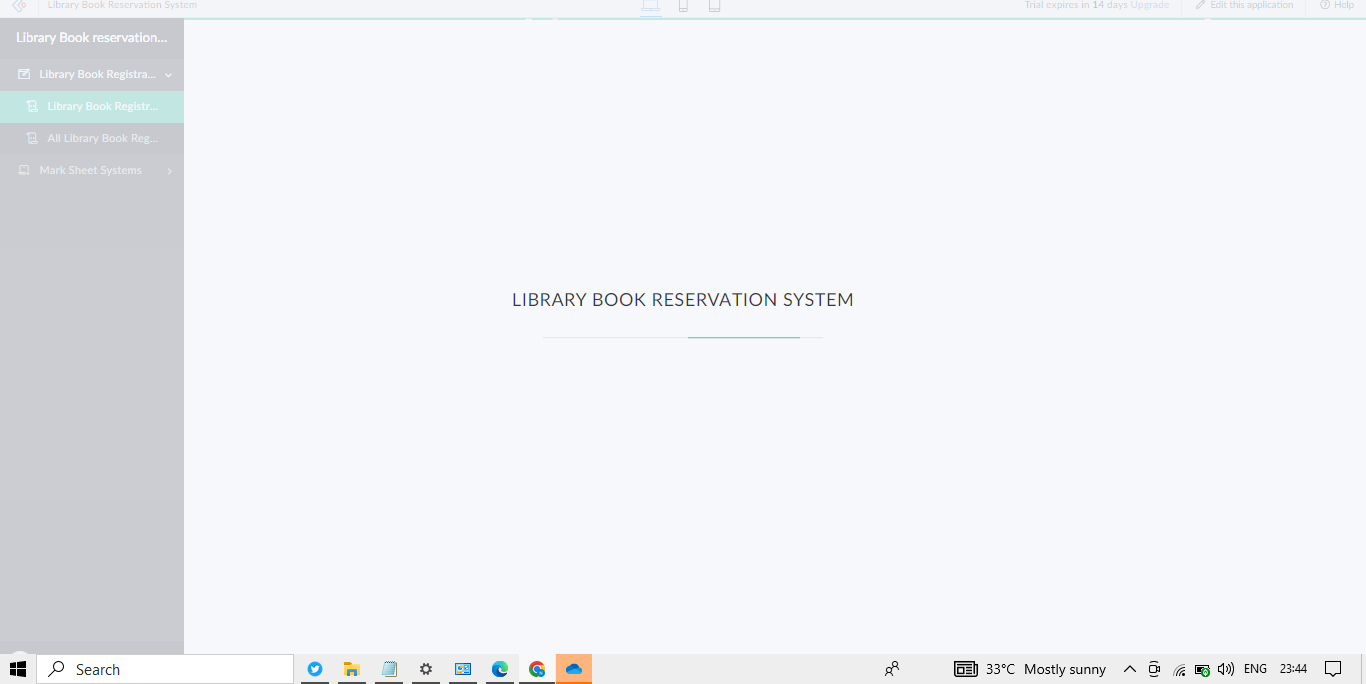 Library Book Reservation System
Trial expires in 14 days Upgrade
Edit this application
Help
Library Book reservation...
Library Book Registra...
Library Book Registr...
All Library Book Reg...
Mark Sheet Systems
LIBRARY BOOK RESERVATION SYSTEM
Search
33°C Mostly sunny
ENG
23:44